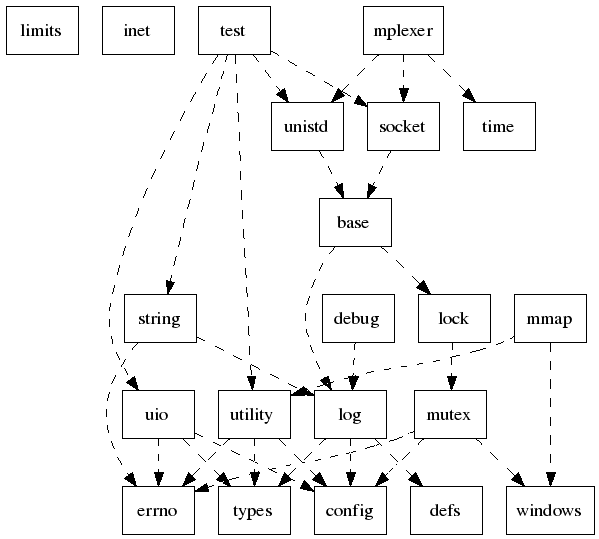 limits inet test mplexer
unistd socket time
base
string debug lock mmap
uio utility log mutex
errno types config defs windows